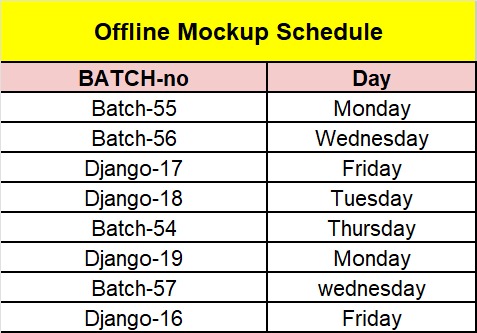 Offline Mockup Schedule
BATCH-no Day
Batch-55 Monday
Batch-56 Wednesday
Django-17 Friday
Django-18 Tuesday
Batch-54 Thursday
Django-19 Monday
Batch-57 wednesday
Django-16 Friday